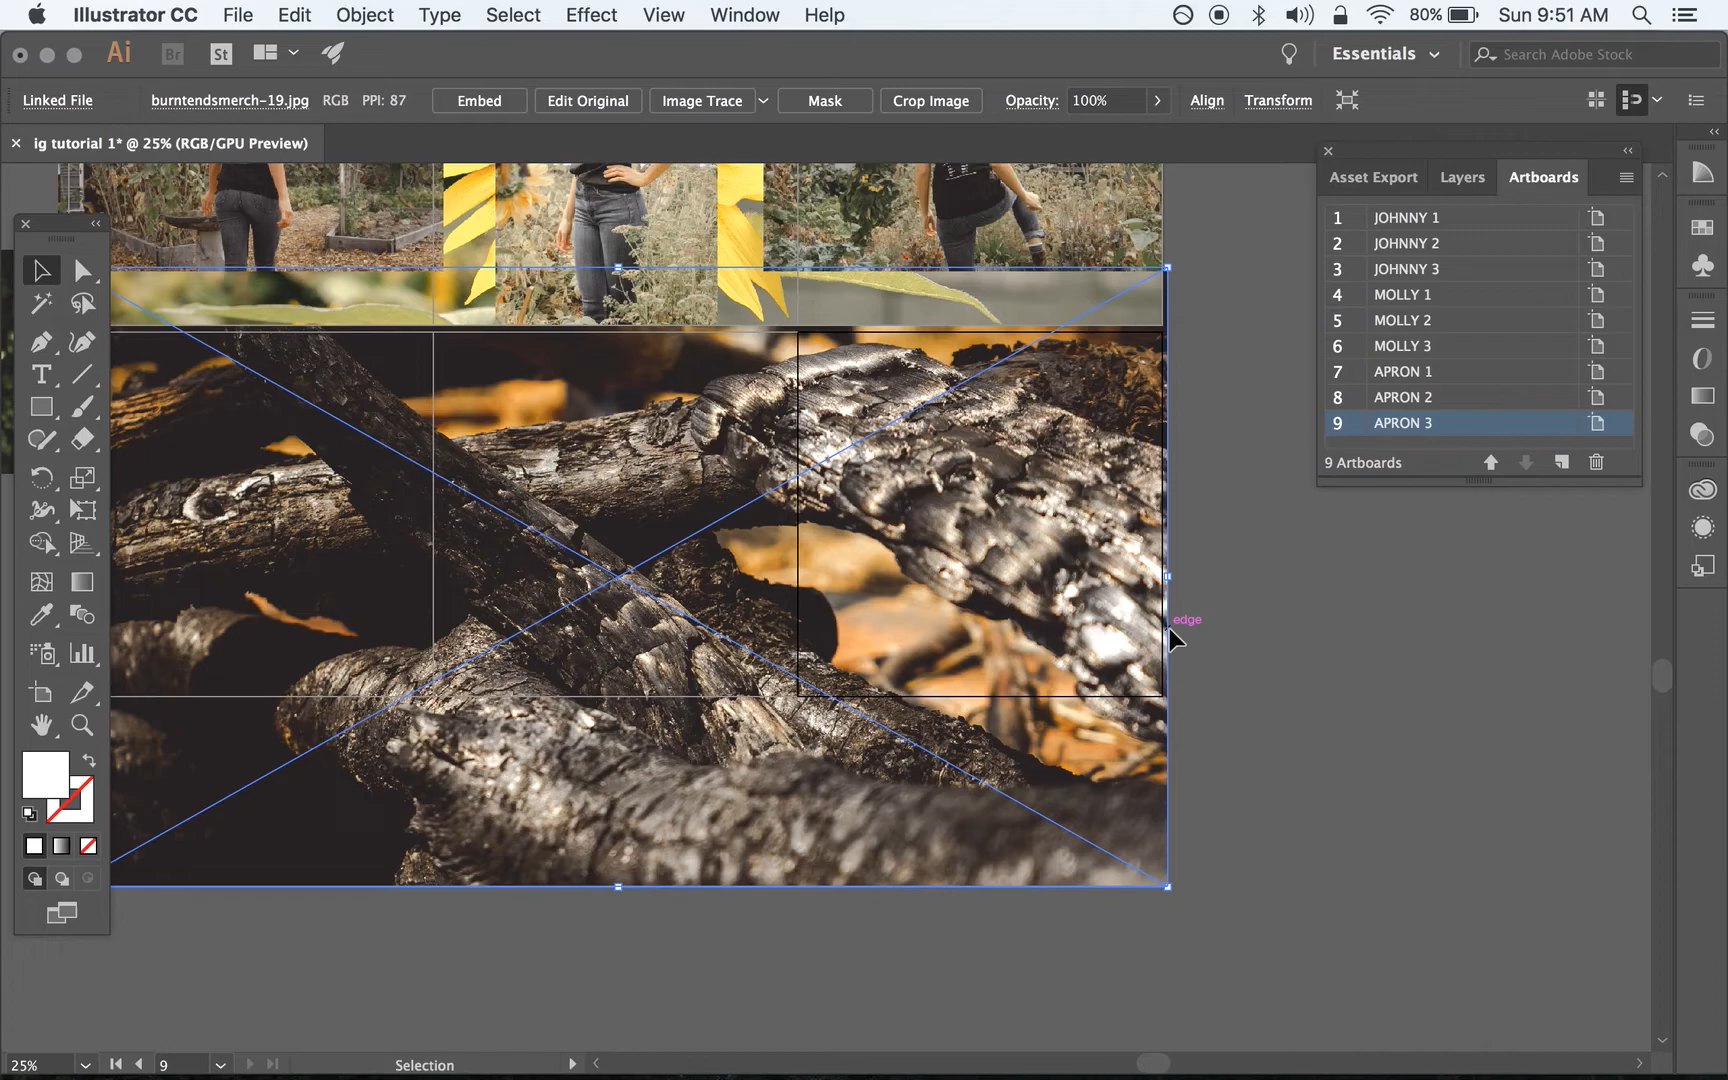 Illustrator CC File Edit Object Type Select Effect View Window Help 80% Sun 9:51 AM
Ai Br St Essentials Search Adobe Stock
Linked File burntendsmerch-19.jpg RGB PPI: 87 Embed Edit Original Image Trace Mask Crop Image Opacity: 100% Align Transform
ig tutorial 1* @ 25% (RGB/GPU Preview)
Asset Export Layers Artboards
1 JOHNNY 1
2 JOHNNY 2
3 JOHNNY 3
4 MOLLY 1
5 MOLLY 2
6 MOLLY 3
7 APRON 1
8 APRON 2
9 APRON 3
9 Artboards
edge
25% 9 Selection